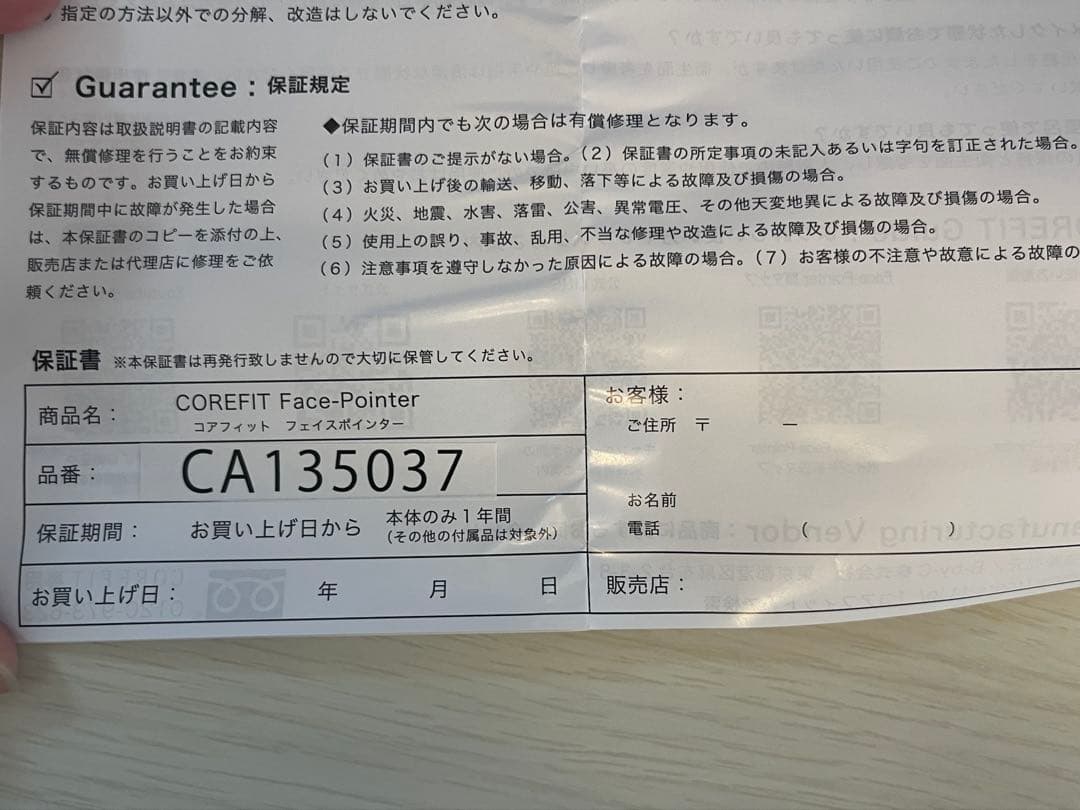 指定の方法以外での分解、改造はしないでください。
Guarantee：保証規定
保証内容は取扱説明書の記載内容
で、無償修理を行うことをお約束
するものです。お買い上げ日から
保証期間中に故障が発生した場合
は、本保証書のコピーを添付の上、
販売店または代理店に修理をご依
頼ください。
◆保証期間内でも次の場合は有償修理となります。
（1）保証書のご提示がない場合。（2）保証書の所定事項の未記入あるいは字句を訂正された場合。
（3）お買い上げ後の輸送、移動、落下等による故障及び損傷の場合。
（4）火災、地震、水害、落雷、公害、異常電圧、その他天変地異による故障及び損傷の場合。
（5）使用上の誤り、事故、乱用、不当な修理や改造による故障及び損傷の場合。
（6）注意事項を遵守しなかった原因による故障の場合。（7）お客様の不注意や故意による故障の
保証書 ※本保証書は再発行致しませんので大切に保管してください。
商品名： COREFIT Face-Pointer
コアフィット フェイスポインター
品番： CA135037
保証期間： お買い上げ日から 本体のみ1年間
（その他の付属品は対象外）
お買い上げ日： 年 月 日
お客様：
ご住所 〒 －
お名前
電話 （ ）
販売店：